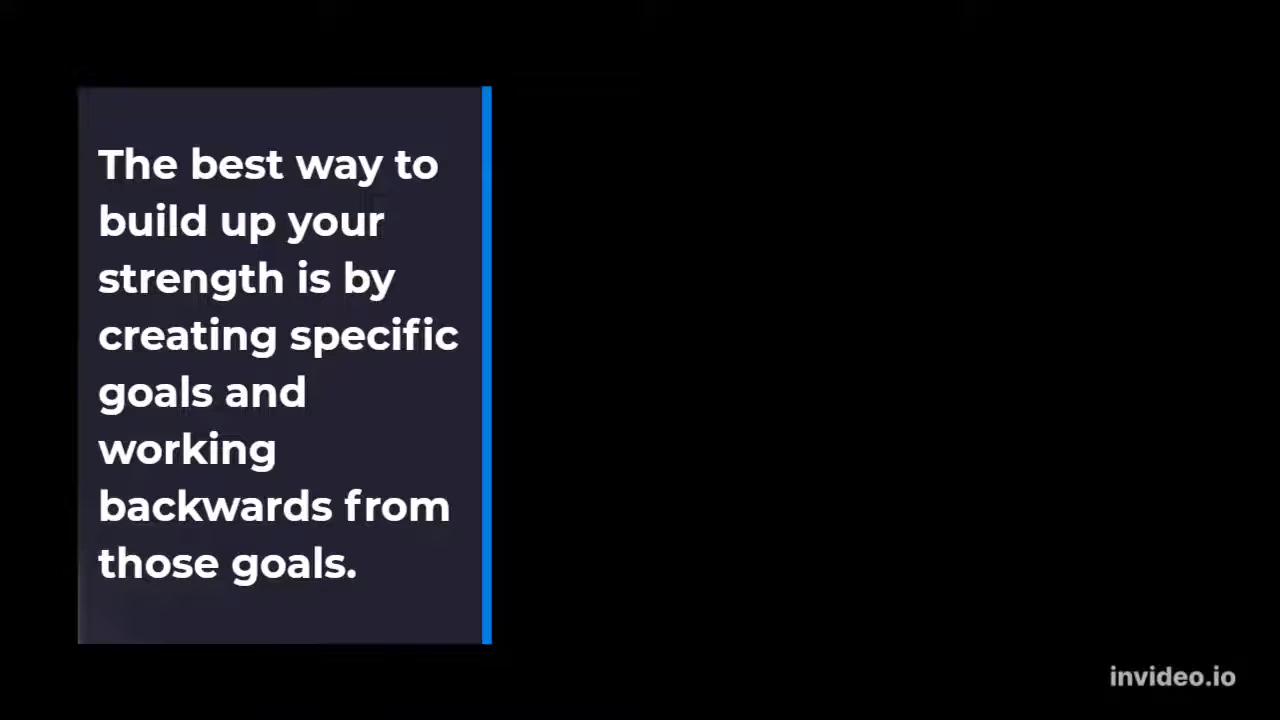 The best way to
build up your
strength is by
creating specific
goals and
working
backwards from
those goals.
invideo.io